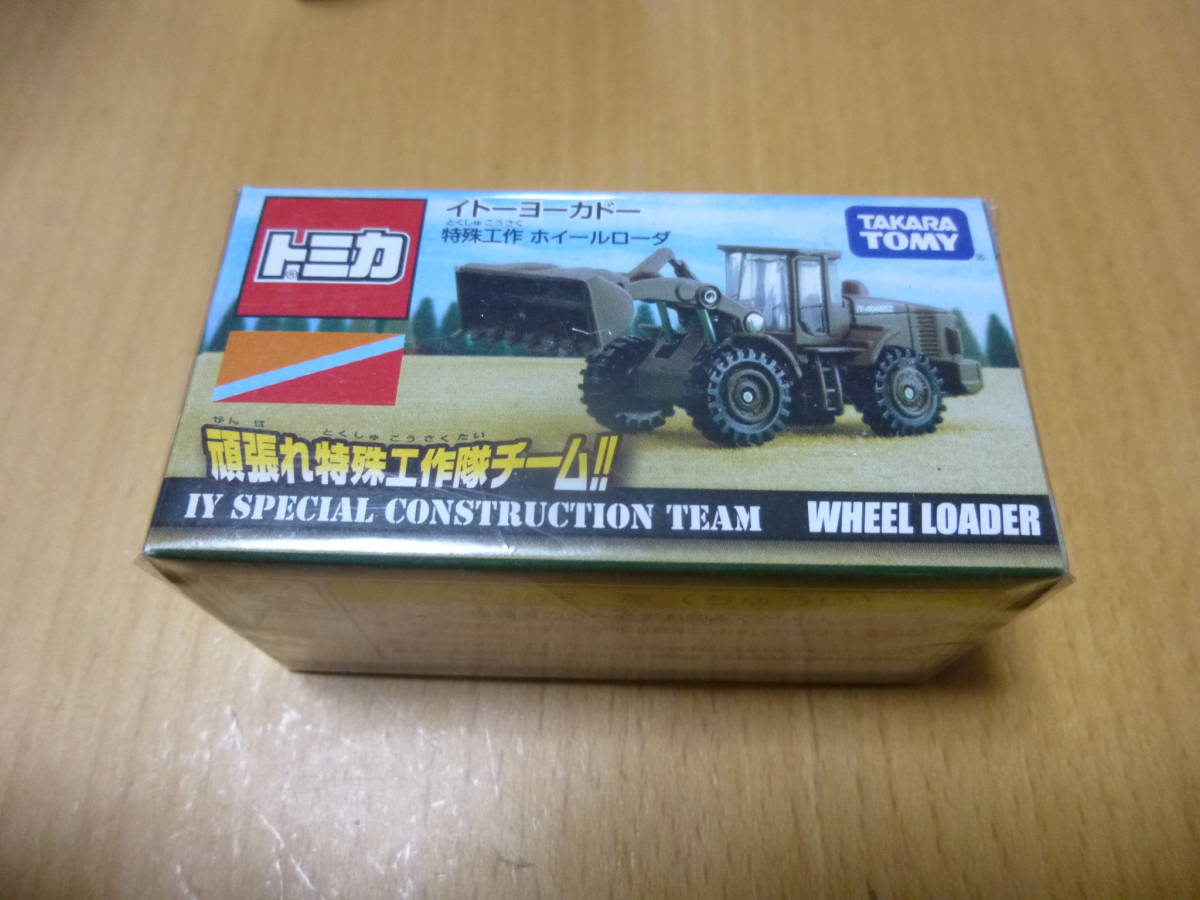 トミカ
®
イトーヨーカドー
とくしゅ こうさく
特殊工作 ホイールローダ
TAKARA
TOMY
®
がん ば とくしゅ こうさくたい
頑張れ特殊工作隊チーム!!
IY SPECIAL CONSTRUCTION TEAM WHEEL LOADER